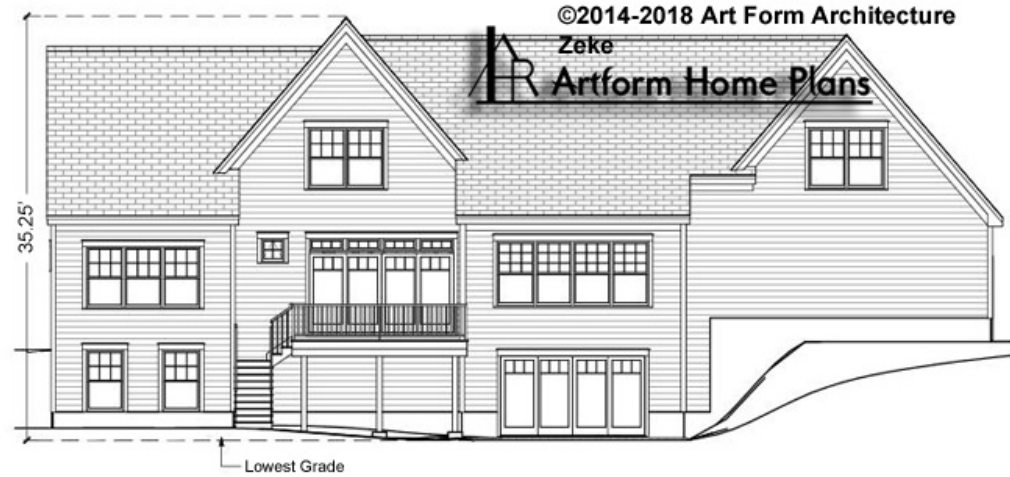 ©2014-2018 Art Form Architecture
Zeke
Artform Home Plans
35.25'
Lowest Grade